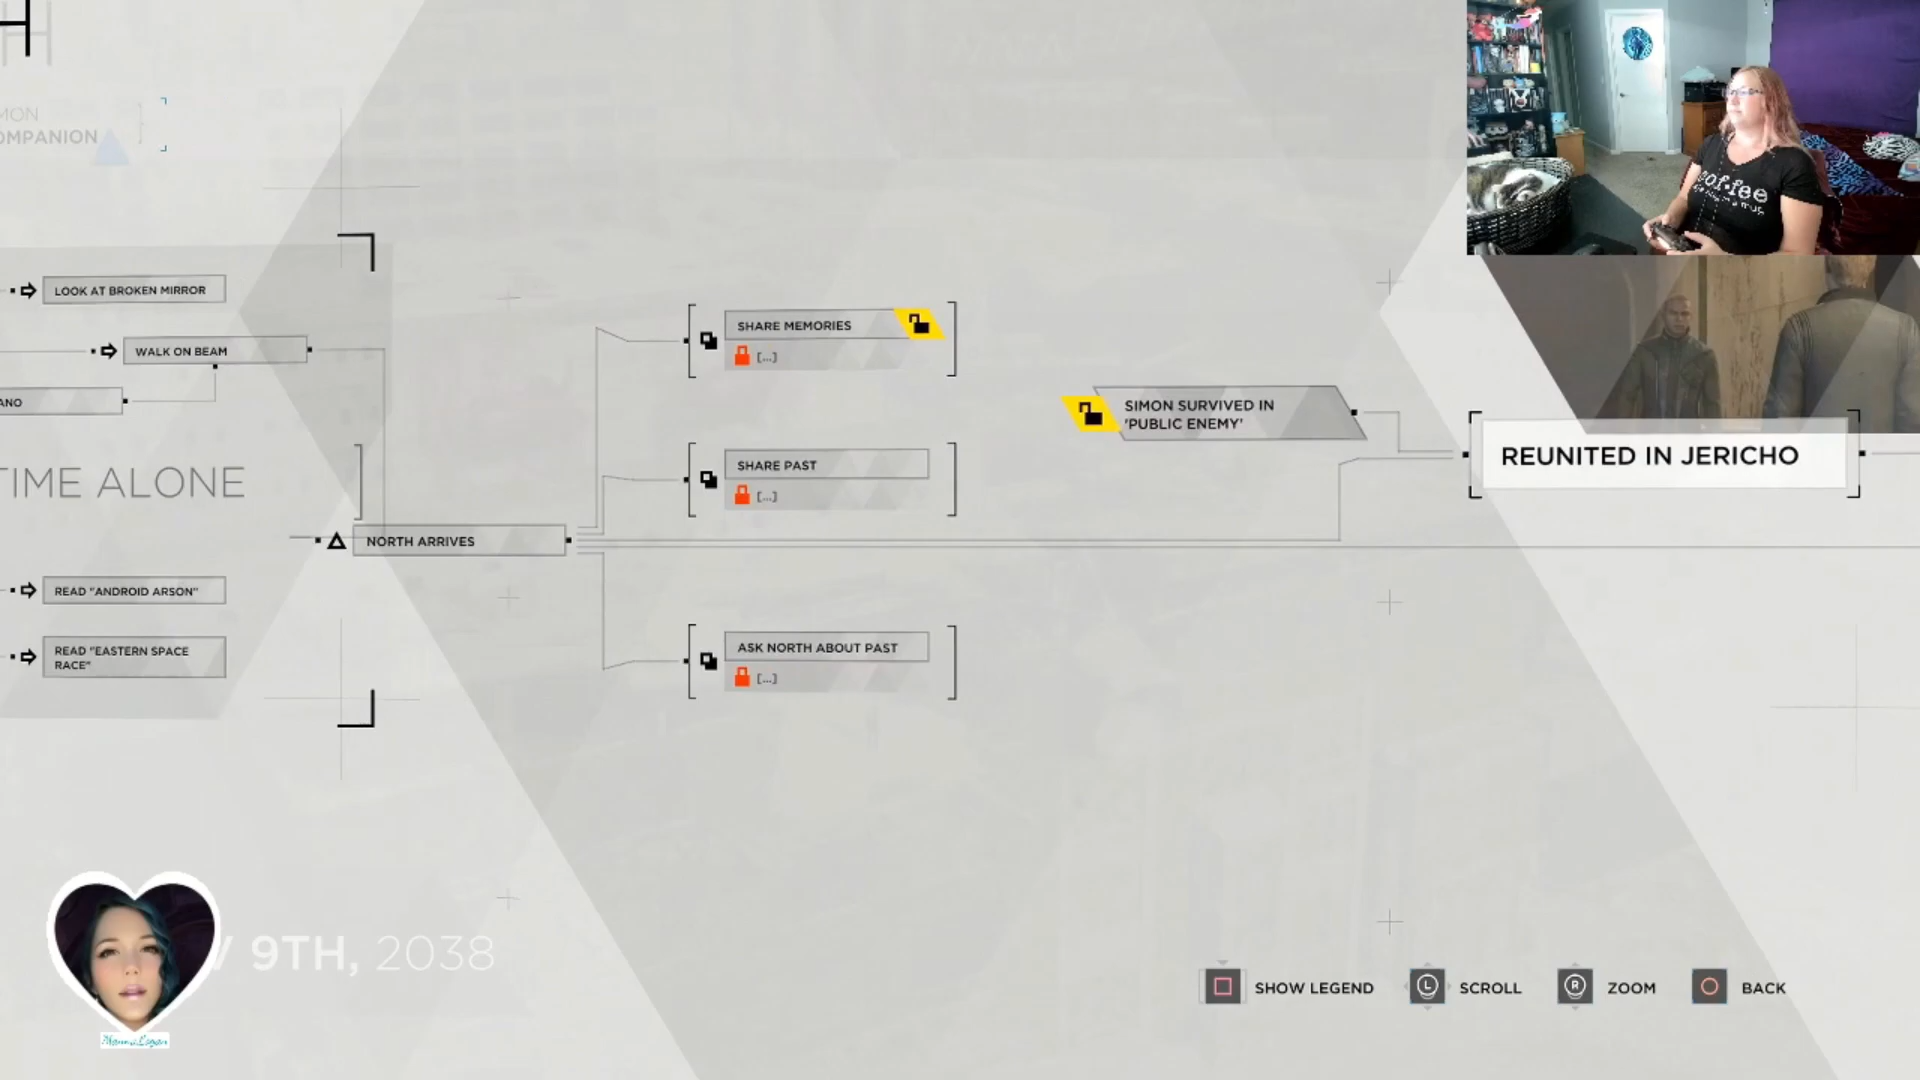 H
MON
OMPANION
LOOK AT BROKEN MIRROR
WALK ON BEAM
ANO
TIME ALONE
NORTH ARRIVES
READ "ANDROID ARSON"
READ "EASTERN SPACE
RACE"
SHARE MEMORIES
[...]
SHARE PAST
[...]
ASK NORTH ABOUT PAST
[...]
SIMON SURVIVED IN
'PUBLIC ENEMY'
REUNITED IN JERICHO
cof·fee
9TH, 2038
SHOW LEGEND
L
SCROLL
R
ZOOM
BACK